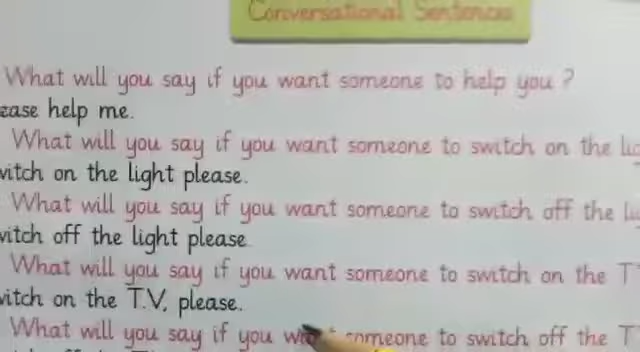 Conversational Sentences
What will you say if you want someone to help you ?
ease help me.
What will you say if you want someone to switch on the
witch on the light please.
What will you say if you want someone to switch off the
witch off the light please
What will you say if you want someone to switch on the T
witch on the T.V, please.
What will you say if you someone to switch off the T